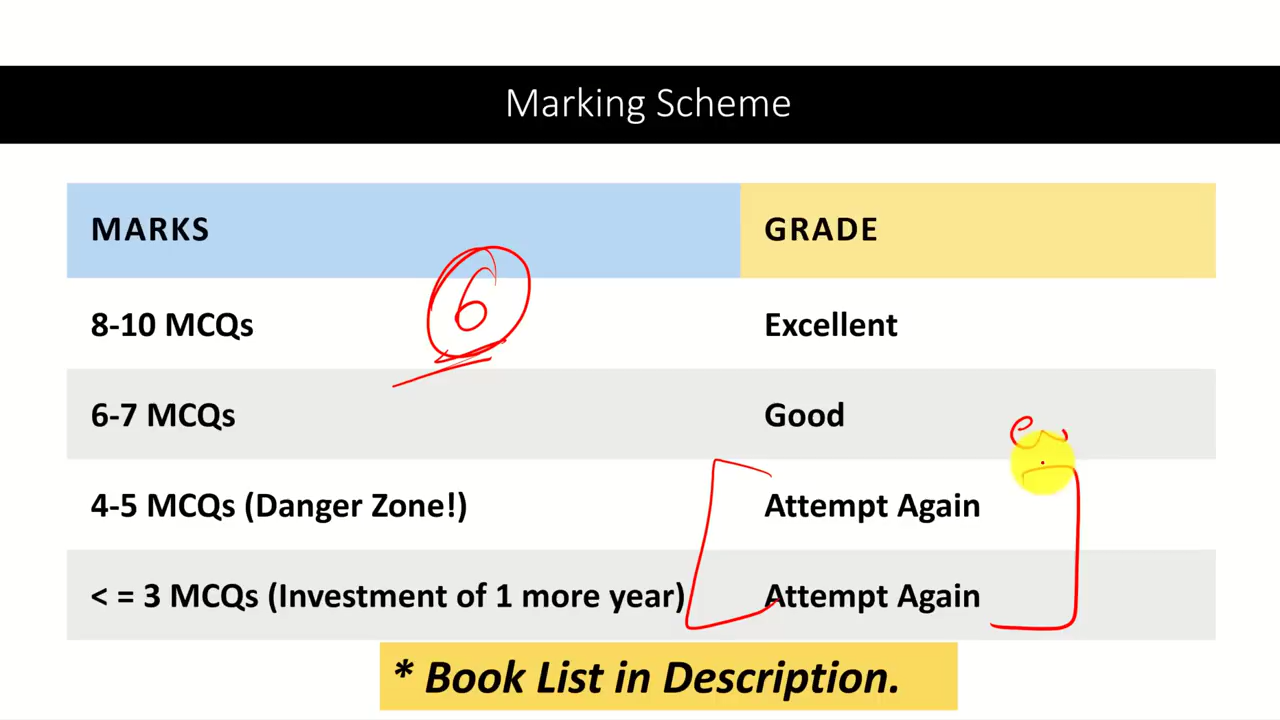 Marking Scheme
MARKS GRADE
6
8-10 MCQs Excellent
6-7 MCQs Good
4-5 MCQs (Danger Zone!) Attempt Again
< = 3 MCQs (Investment of 1 more year) Attempt Again
* Book List in Description.